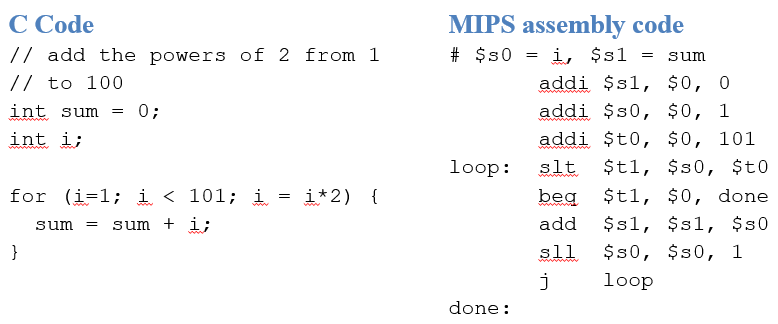 C Code
// add the powers of 2 from 1
// to 100
int sum = 0;
int i;
for (i=1; i < 101; i = i*2) {
sum = sum + i;
}
MIPS assembly code
# $s0 = i, $s1 = sum
addi $s1, $0, 0
addi $s0, $0, 1
addi $t0, $0, 101
loop: slt $t1, $s0, $t0
beq $t1, $0, done
add $s1, $s1, $s0
sll $s0, $s0, 1
j loop
done: